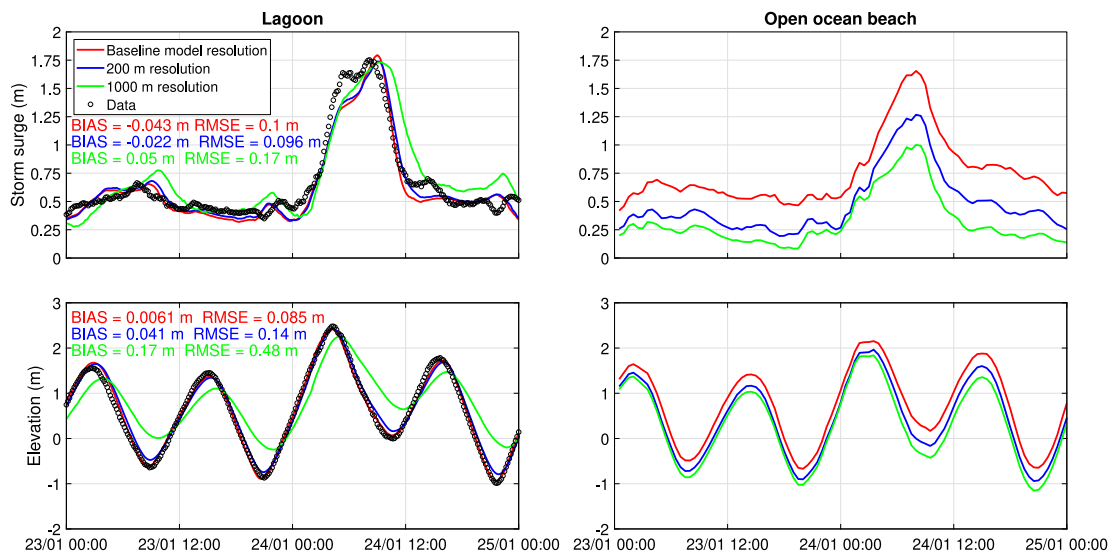 Lagoon
Open ocean beach
Storm surge (m)
2
1.75
1.5
1.25
1
0.75
0.5
0.25
0
Baseline model resolution
200 m resolution
1000 m resolution
Data
BIAS = -0.043 m RMSE = 0.1 m
BIAS = -0.022 m RMSE = 0.096 m
BIAS = 0.05 m RMSE = 0.17 m
2
1.75
1.5
1.25
1
0.75
0.5
0.25
0
Elevation (m)
3
2
1
0
-1
-2
BIAS = 0.0061 m RMSE = 0.085 m
BIAS = 0.041 m RMSE = 0.14 m
BIAS = 0.17 m RMSE = 0.48 m
23/01 00:00 23/01 12:00 24/01 00:00 24/01 12:00 25/01 00:00
3
2
1
0
-1
-2
23/01 00:00 23/01 12:00 24/01 00:00 24/01 12:00 25/01 00:00